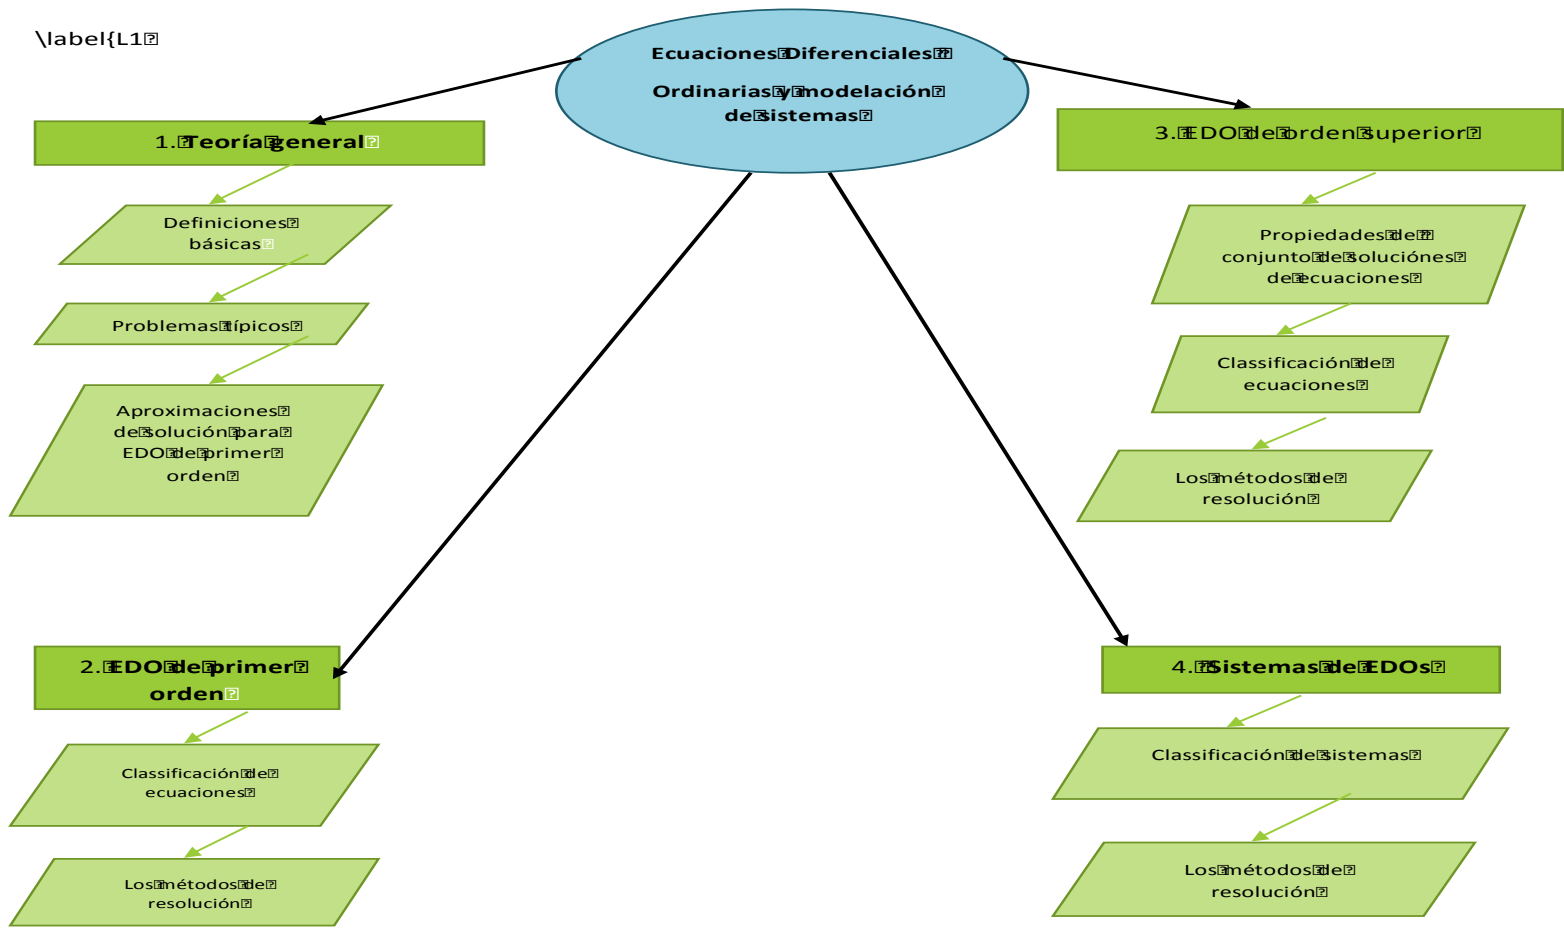 \label{L1
Ecuaciones Diferenciales
Ordinarias y modelación
de sistemas
1. Teoría general
Definiciones
básicas
Problemas típicos
Aproximaciones
de solución para
EDO de primer
orden
2. EDO de primer
orden
Classificación de
ecuaciones
Los métodos de
resolución
3. EDO de orden superior
Propiedades de
conjunto de soluciónes
de ecuaciones
Classificación de
ecuaciones
Los métodos de
resolución
4. Sistemas de EDOs
Classificación de sistemas
Los métodos de
resolución